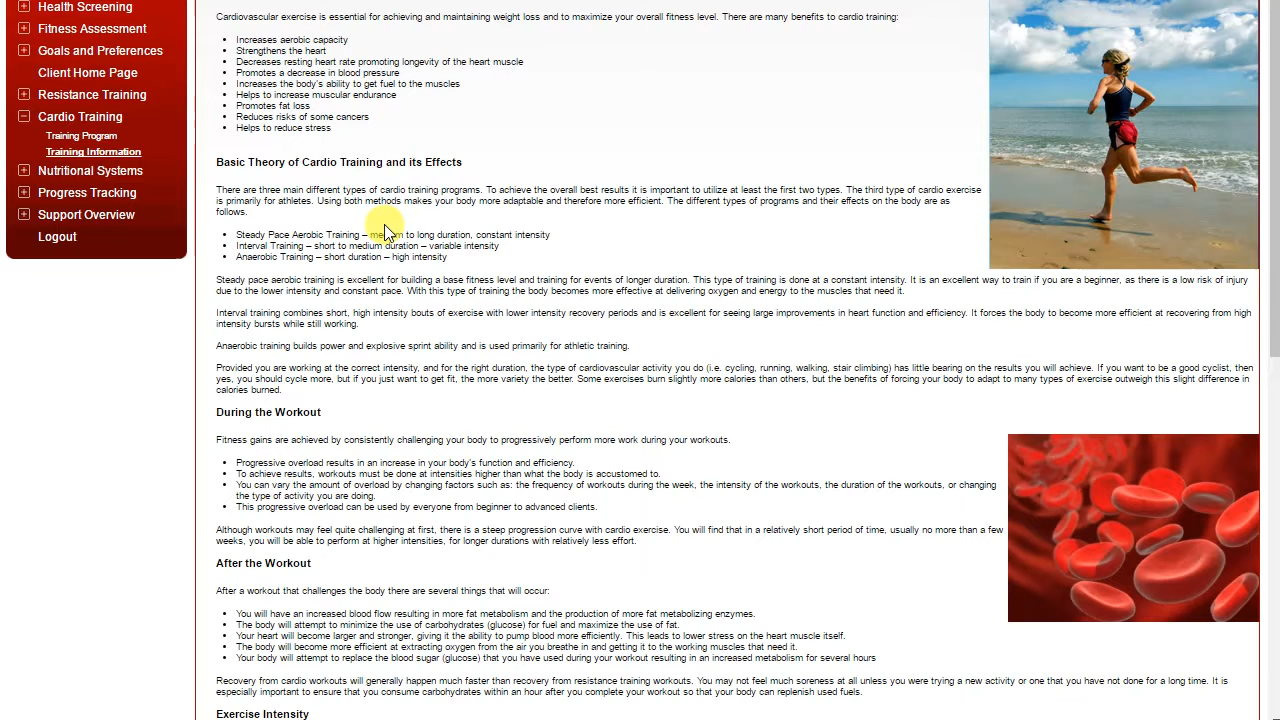 Health Screening
Fitness Assessment
Goals and Preferences
Client Home Page
Resistance Training
Cardio Training
Training Program
Training Information
Nutritional Systems
Progress Tracking
Support Overview
Logout
Cardiovascular exercise is essential for achieving and maintaining weight loss and to maximize your overall fitness level. There are many benefits to cardio training:
Increases aerobic capacity
Strengthens the heart
Decreases resting heart rate promoting longevity of the heart muscle
Promotes a decrease in blood pressure
Increases the body's ability to get fuel to the muscles
Helps to increase muscular endurance
Promotes fat loss
Reduces risks of some cancers
Helps to reduce stress
Basic Theory of Cardio Training and its Effects
There are three main different types of cardio training programs. To achieve the overall best results it is important to utilize at least the first two types. The third type of cardio exercise
is primarily for athletes. Using both methods makes your body more adaptable and therefore more efficient. The different types of programs and their effects on the body are as
follows.
Steady Pace Aerobic Training – medium to long duration, constant intensity
Interval Training – short to medium duration – variable intensity
Anaerobic Training – short duration – high intensity
Steady pace aerobic training is excellent for building a base fitness level and training for events of longer duration. This type of training is done at a constant intensity. It is an excellent way to train if you are a beginner, as there is a low risk of injury
due to the lower intensity and constant pace. With this type of training the body becomes more effective at delivering oxygen and energy to the muscles that need it.
Interval training combines short, high intensity bouts of exercise with lower intensity recovery periods and is excellent for seeing large improvements in heart function and efficiency. It forces the body to become more efficient at recovering from high
intensity bursts while still working.
Anaerobic training builds power and explosive sprint ability and is used primarily for athletic training.
Provided you are working at the correct intensity, and for the right duration, the type of cardiovascular activity you do (i.e. cycling, running, walking, stair climbing) has little bearing on the results you will achieve. If you want to be a good cyclist, then
yes, you should cycle more, but if you just want to get fit, the more variety the better. Some exercises burn slightly more calories than others, but the benefits of forcing your body to adapt to many types of exercise outweigh this slight difference in
calories burned.
During the Workout
Fitness gains are achieved by consistently challenging your body to progressively perform more work during your workouts.
Progressive overload results in an increase in your body's function and efficiency.
To achieve results, workouts must be done at intensities higher than what the body is accustomed to.
You can vary the amount of overload by changing factors such as: the frequency of workouts during the week, the intensity of the workouts, the duration of the workouts, or changing
the type of activity you are doing.
This progressive overload can be used by everyone from beginner to advanced clients.
Although workouts may feel quite challenging at first, there is a steep progression curve with cardio exercise. You will find that in a relatively short period of time, usually no more than a few
weeks, you will be able to perform at higher intensities, for longer durations with relatively less effort.
After the Workout
After a workout that challenges the body there are several things that will occur:
You will have an increased blood flow resulting in more fat metabolism and the production of more fat metabolizing enzymes.
The body will attempt to minimize the use of carbohydrates (glucose) for fuel and maximize the use of fat.
Your heart will become larger and stronger, giving it the ability to pump blood more efficiently. This leads to lower stress on the heart muscle itself.
The body will become more efficient at extracting oxygen from the air you breathe in and getting it to the working muscles that need it.
Your body will attempt to replace the blood sugar (glucose) that you have used during your workout resulting in an increased metabolism for several hours
Recovery from cardio workouts will generally happen much faster than recovery from resistance training workouts. You may not feel much soreness at all unless you were trying a new activity or one that you have not done for a long time. It is
especially important to ensure that you consume carbohydrates within an hour after you complete your workout so that your body can replenish used fuels.
Exercise Intensity